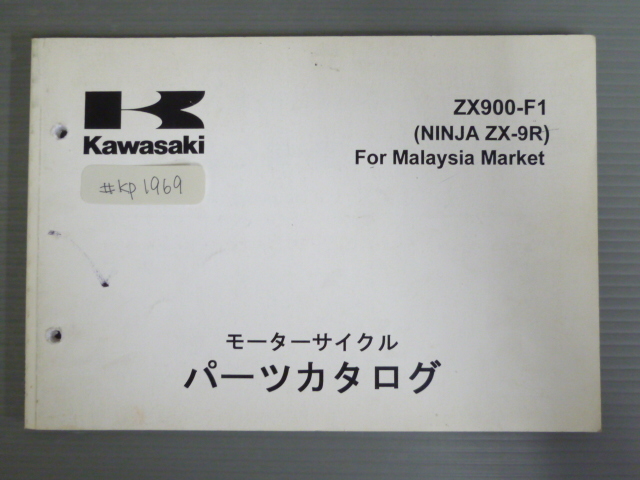 Kawasaki
#KP1969
ZX900-F1
(NINJA ZX-9R)
For Malaysia Market
モーターサイクル
パーツカタログ